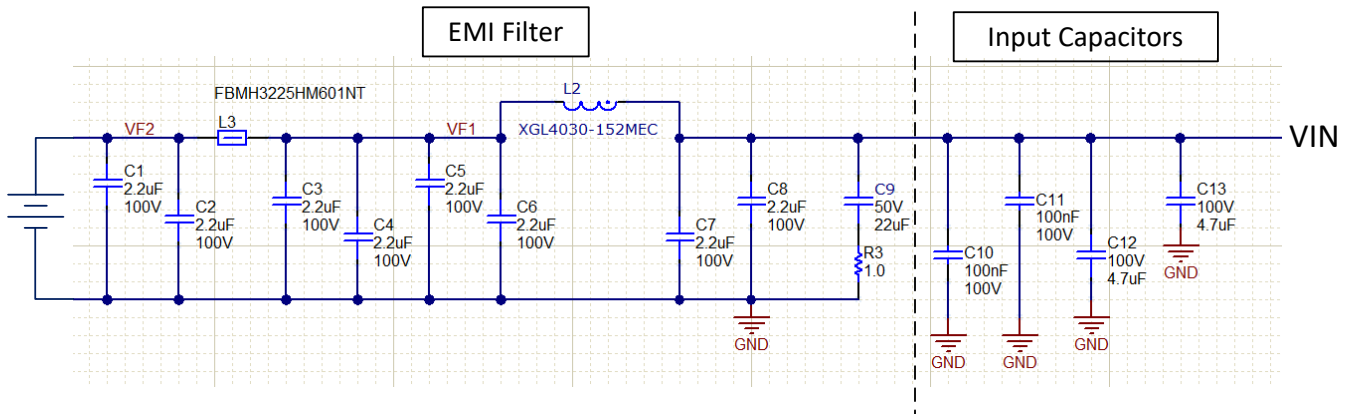 EMI Filter
Input Capacitors
FBMH3225HM601NT
L3
L2
XGL4030-152MEC
VF2
VF1
VIN
C1
2.2uF
100V
C2
2.2uF
100V
C3
2.2uF
100V
C4
2.2uF
100V
C5
2.2uF
100V
C6
2.2uF
100V
C7
2.2uF
100V
C8
2.2uF
100V
C9
50V
22uF
R3
1.0
GND
C10
100nF
100V
GND
C11
100nF
100V
GND
C12
100V
4.7uF
GND
C13
100V
4.7uF
GND